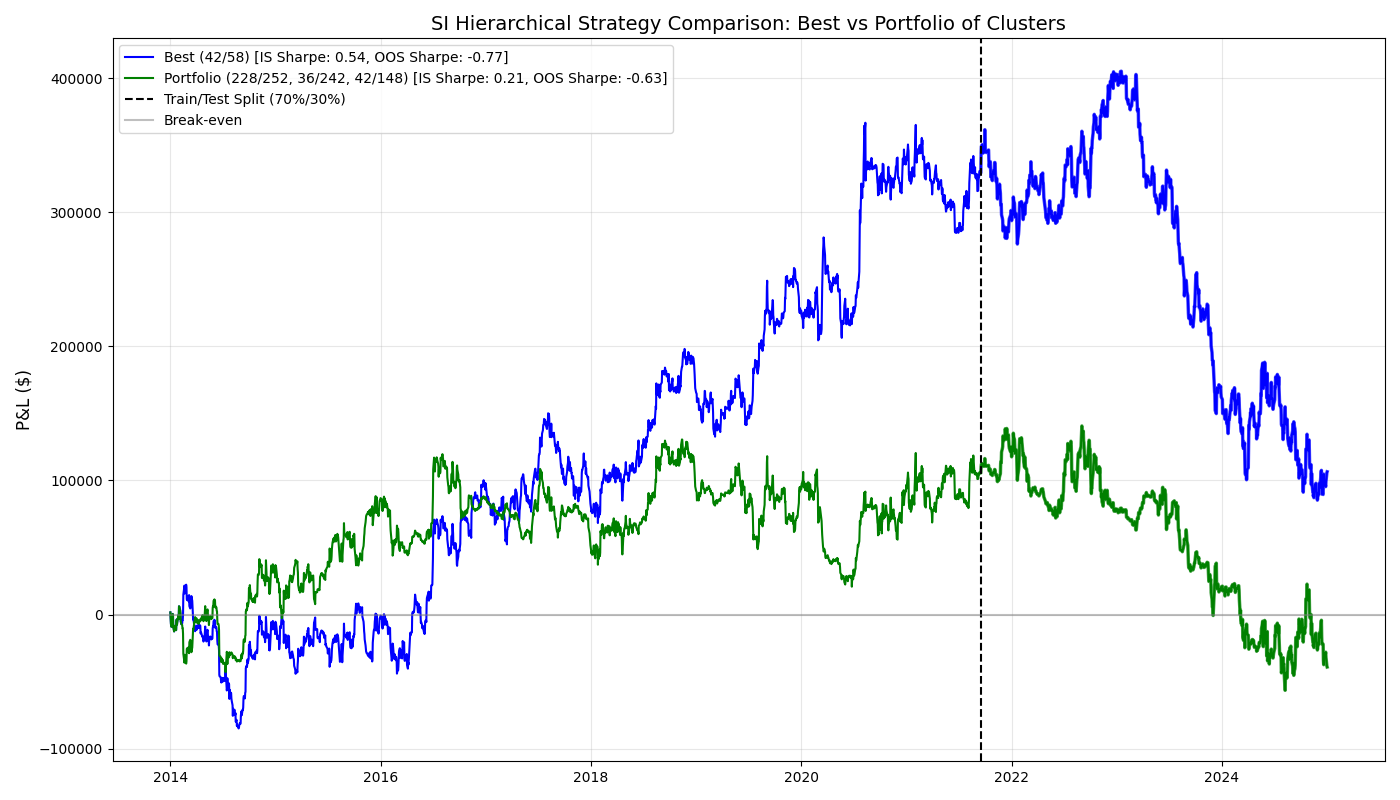 SI Hierarchical Strategy Comparison: Best vs Portfolio of Clusters
Best (42/58) [IS Sharpe: 0.54, OOS Sharpe: -0.77]
Portfolio (228/252, 36/242, 42/148) [IS Sharpe: 0.21, OOS Sharpe: -0.63]
Train/Test Split (70%/30%)
Break-even
P&L ($)
400000
300000
200000
100000
0
−100000
2014
2016
2018
2020
2022
2024